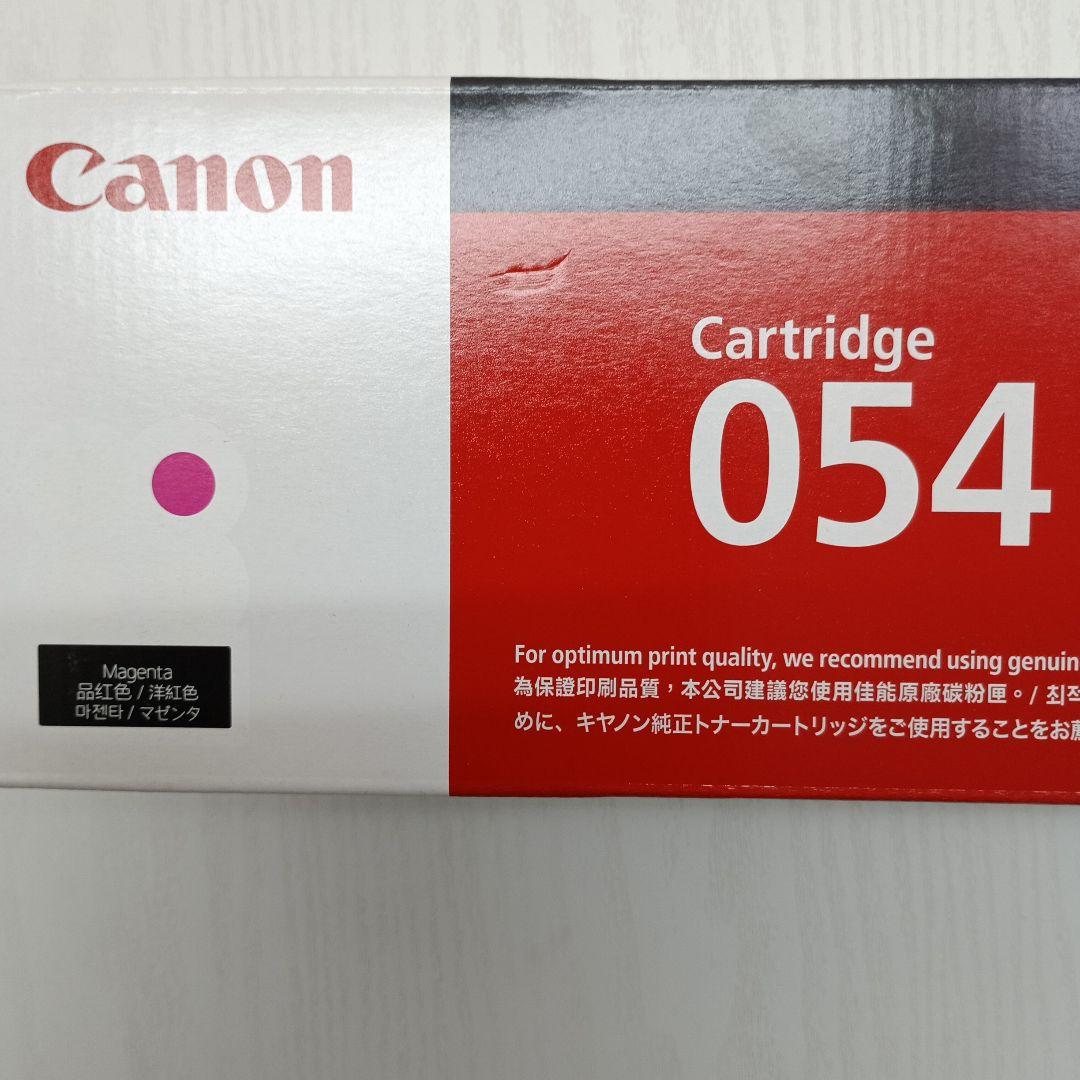 Canon
Cartridge
054
Magenta
品红色 / 洋紅色
마젠타 / マゼンタ
For optimum print quality, we recommend using genuin
為保證印刷品質，本公司建議您使用佳能原廠碳粉匣。/ 최적
めに、キヤノン純正トナーカートリッジをご使用することをお薦